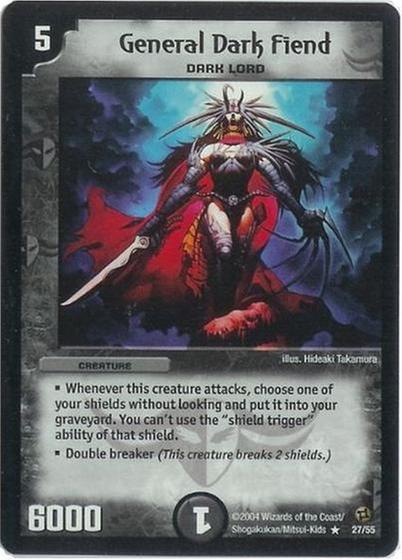 5
General Dark Fiend
DARK LORD
illus. Hideaki Takamura
CREATURE
▪ Whenever this creature attacks, choose one of
your shields without looking and put it into your
graveyard. You can't use the "shield trigger"
ability of that shield.
▪ Double breaker (This creature breaks 2 shields.)
6000
1
©2004 Wizards of the Coast/
Shogakukan/Mitsui-Kids ★ 27/55